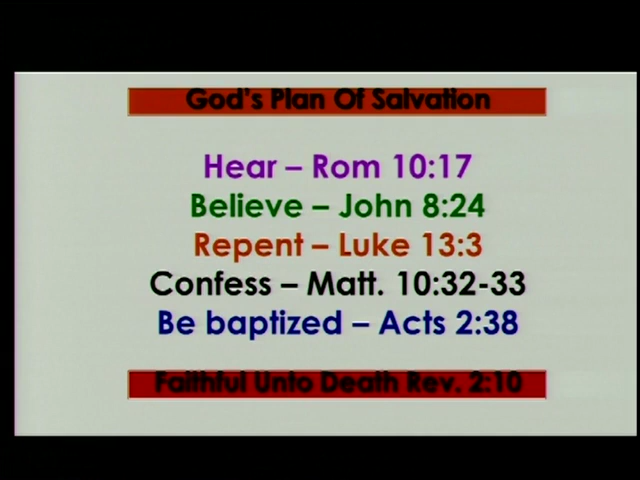 God's Plan Of Salvation
Hear – Rom 10:17
Believe – John 8:24
Repent – Luke 13:3
Confess – Matt. 10:32-33
Be baptized – Acts 2:38
Faithful Unto Death Rev. 2:10